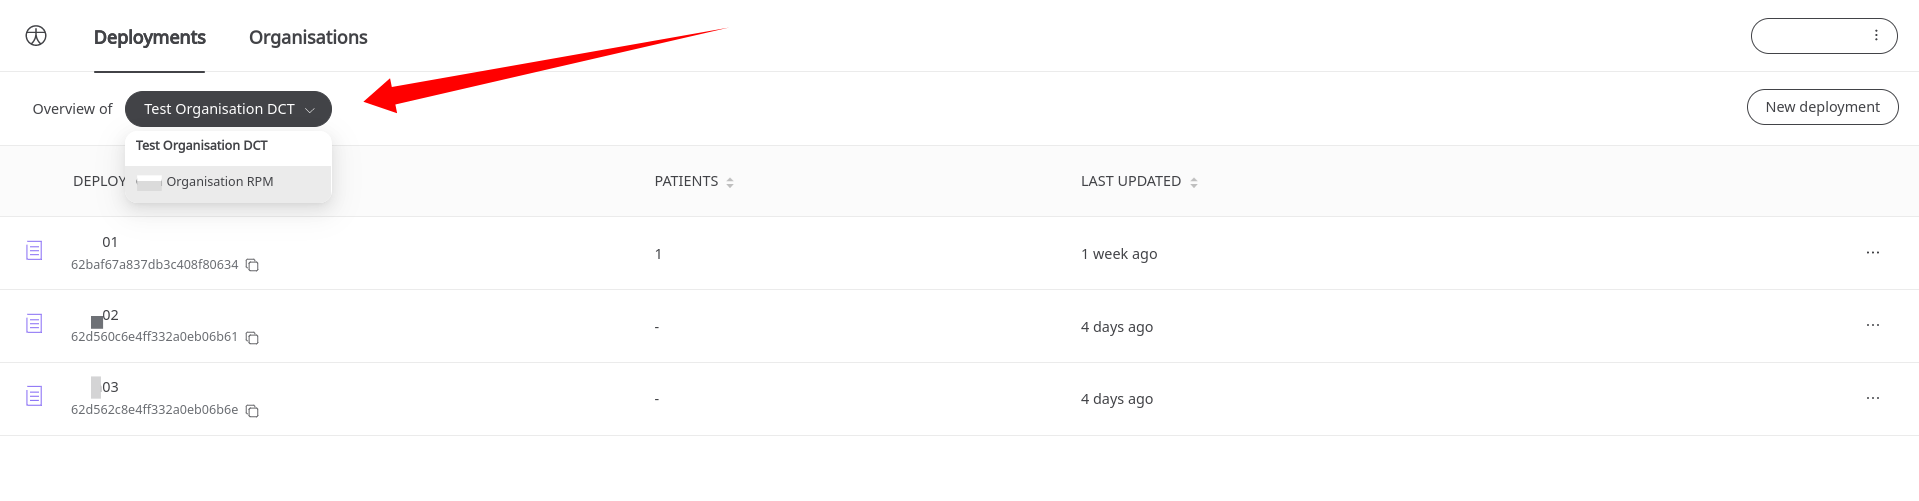 Deployments Organisations
Overview of Test Organisation DCT New deployment
Test Organisation DCT
Organisation RPM
DEPLOY PATIENTS LAST UPDATED
01
62baf67a837db3c408f80634 1 1 week ago ...
02
62d560c6e4ff332a0eb06b61 - 4 days ago ...
03
62d562c8e4ff332a0eb06b6e - 4 days ago ...